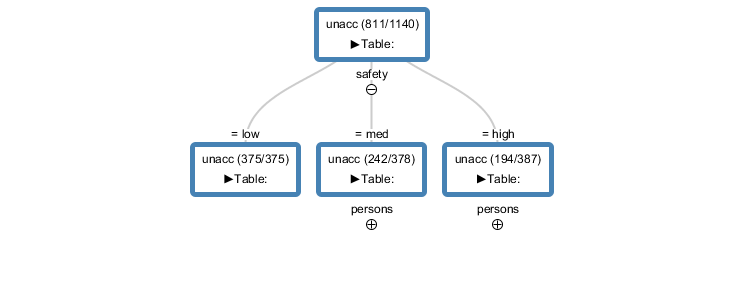 unacc (811/1140)
▶Table:
safety
= low
= med
= high
unacc (375/375)
unacc (242/378)
unacc (194/387)
▶Table:
▶Table:
▶Table:
persons
persons